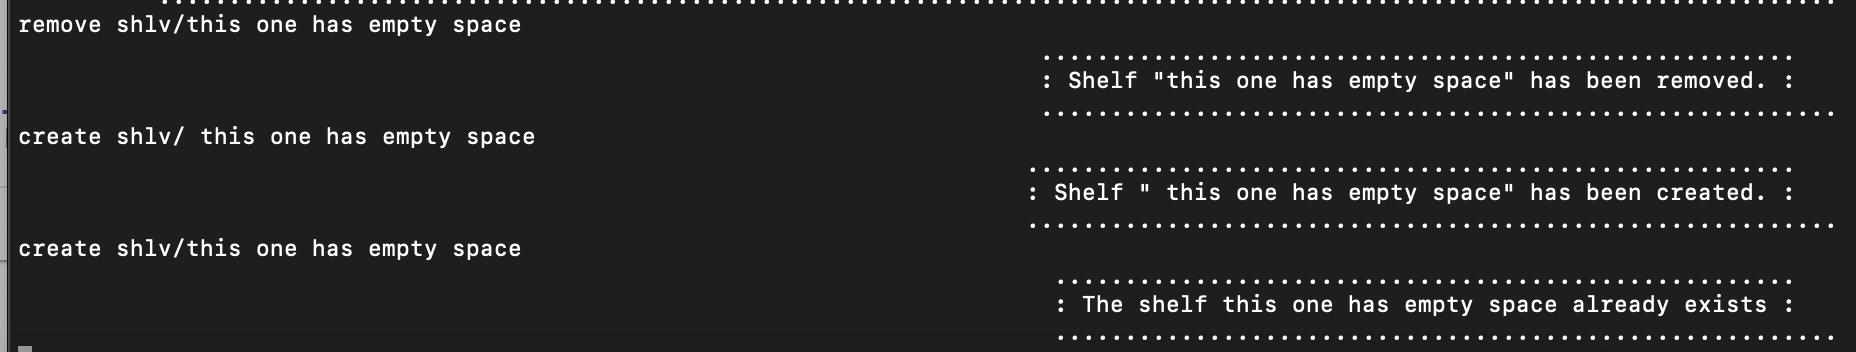 remove shlv/this one has empty space
: Shelf "this one has empty space" has been removed. :
create shlv/ this one has empty space
: Shelf " this one has empty space" has been created. :
create shlv/this one has empty space
: The shelf this one has empty space already exists :